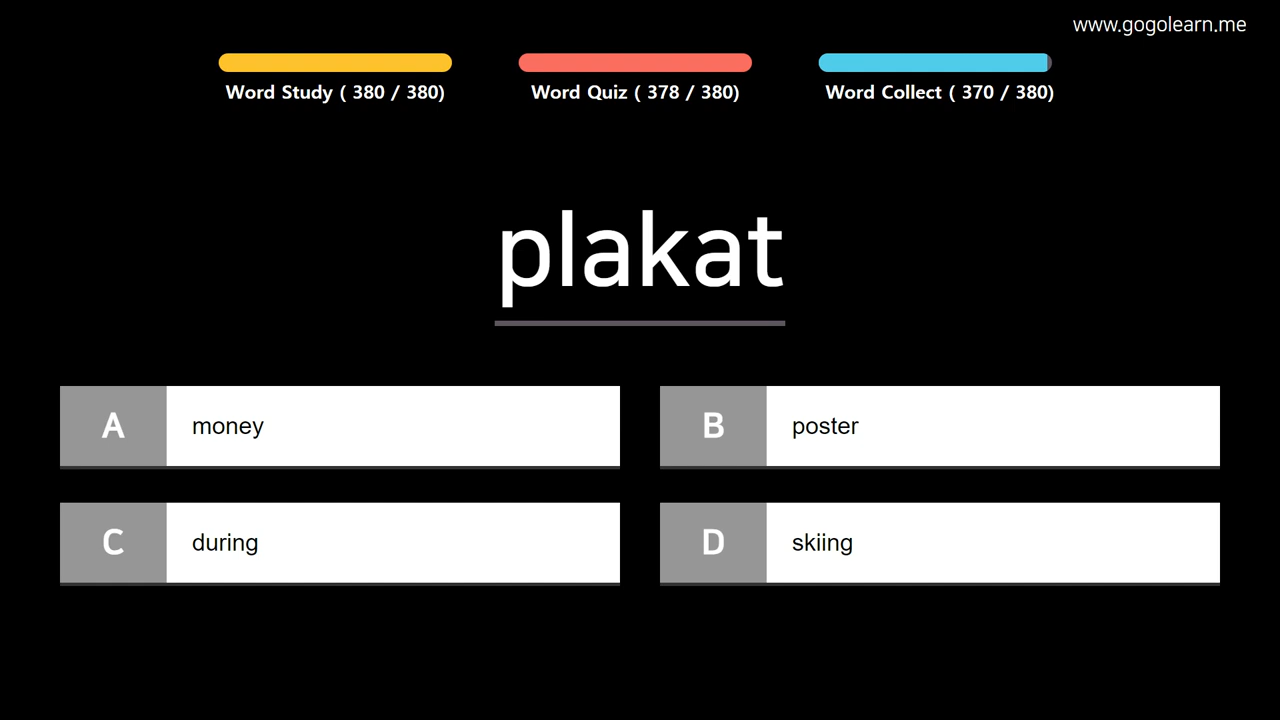 www.gogolearn.me
Word Study ( 380 / 380)
Word Quiz ( 378 / 380)
Word Collect ( 370 / 380)
plakat
A money
B poster
C during
D skiing